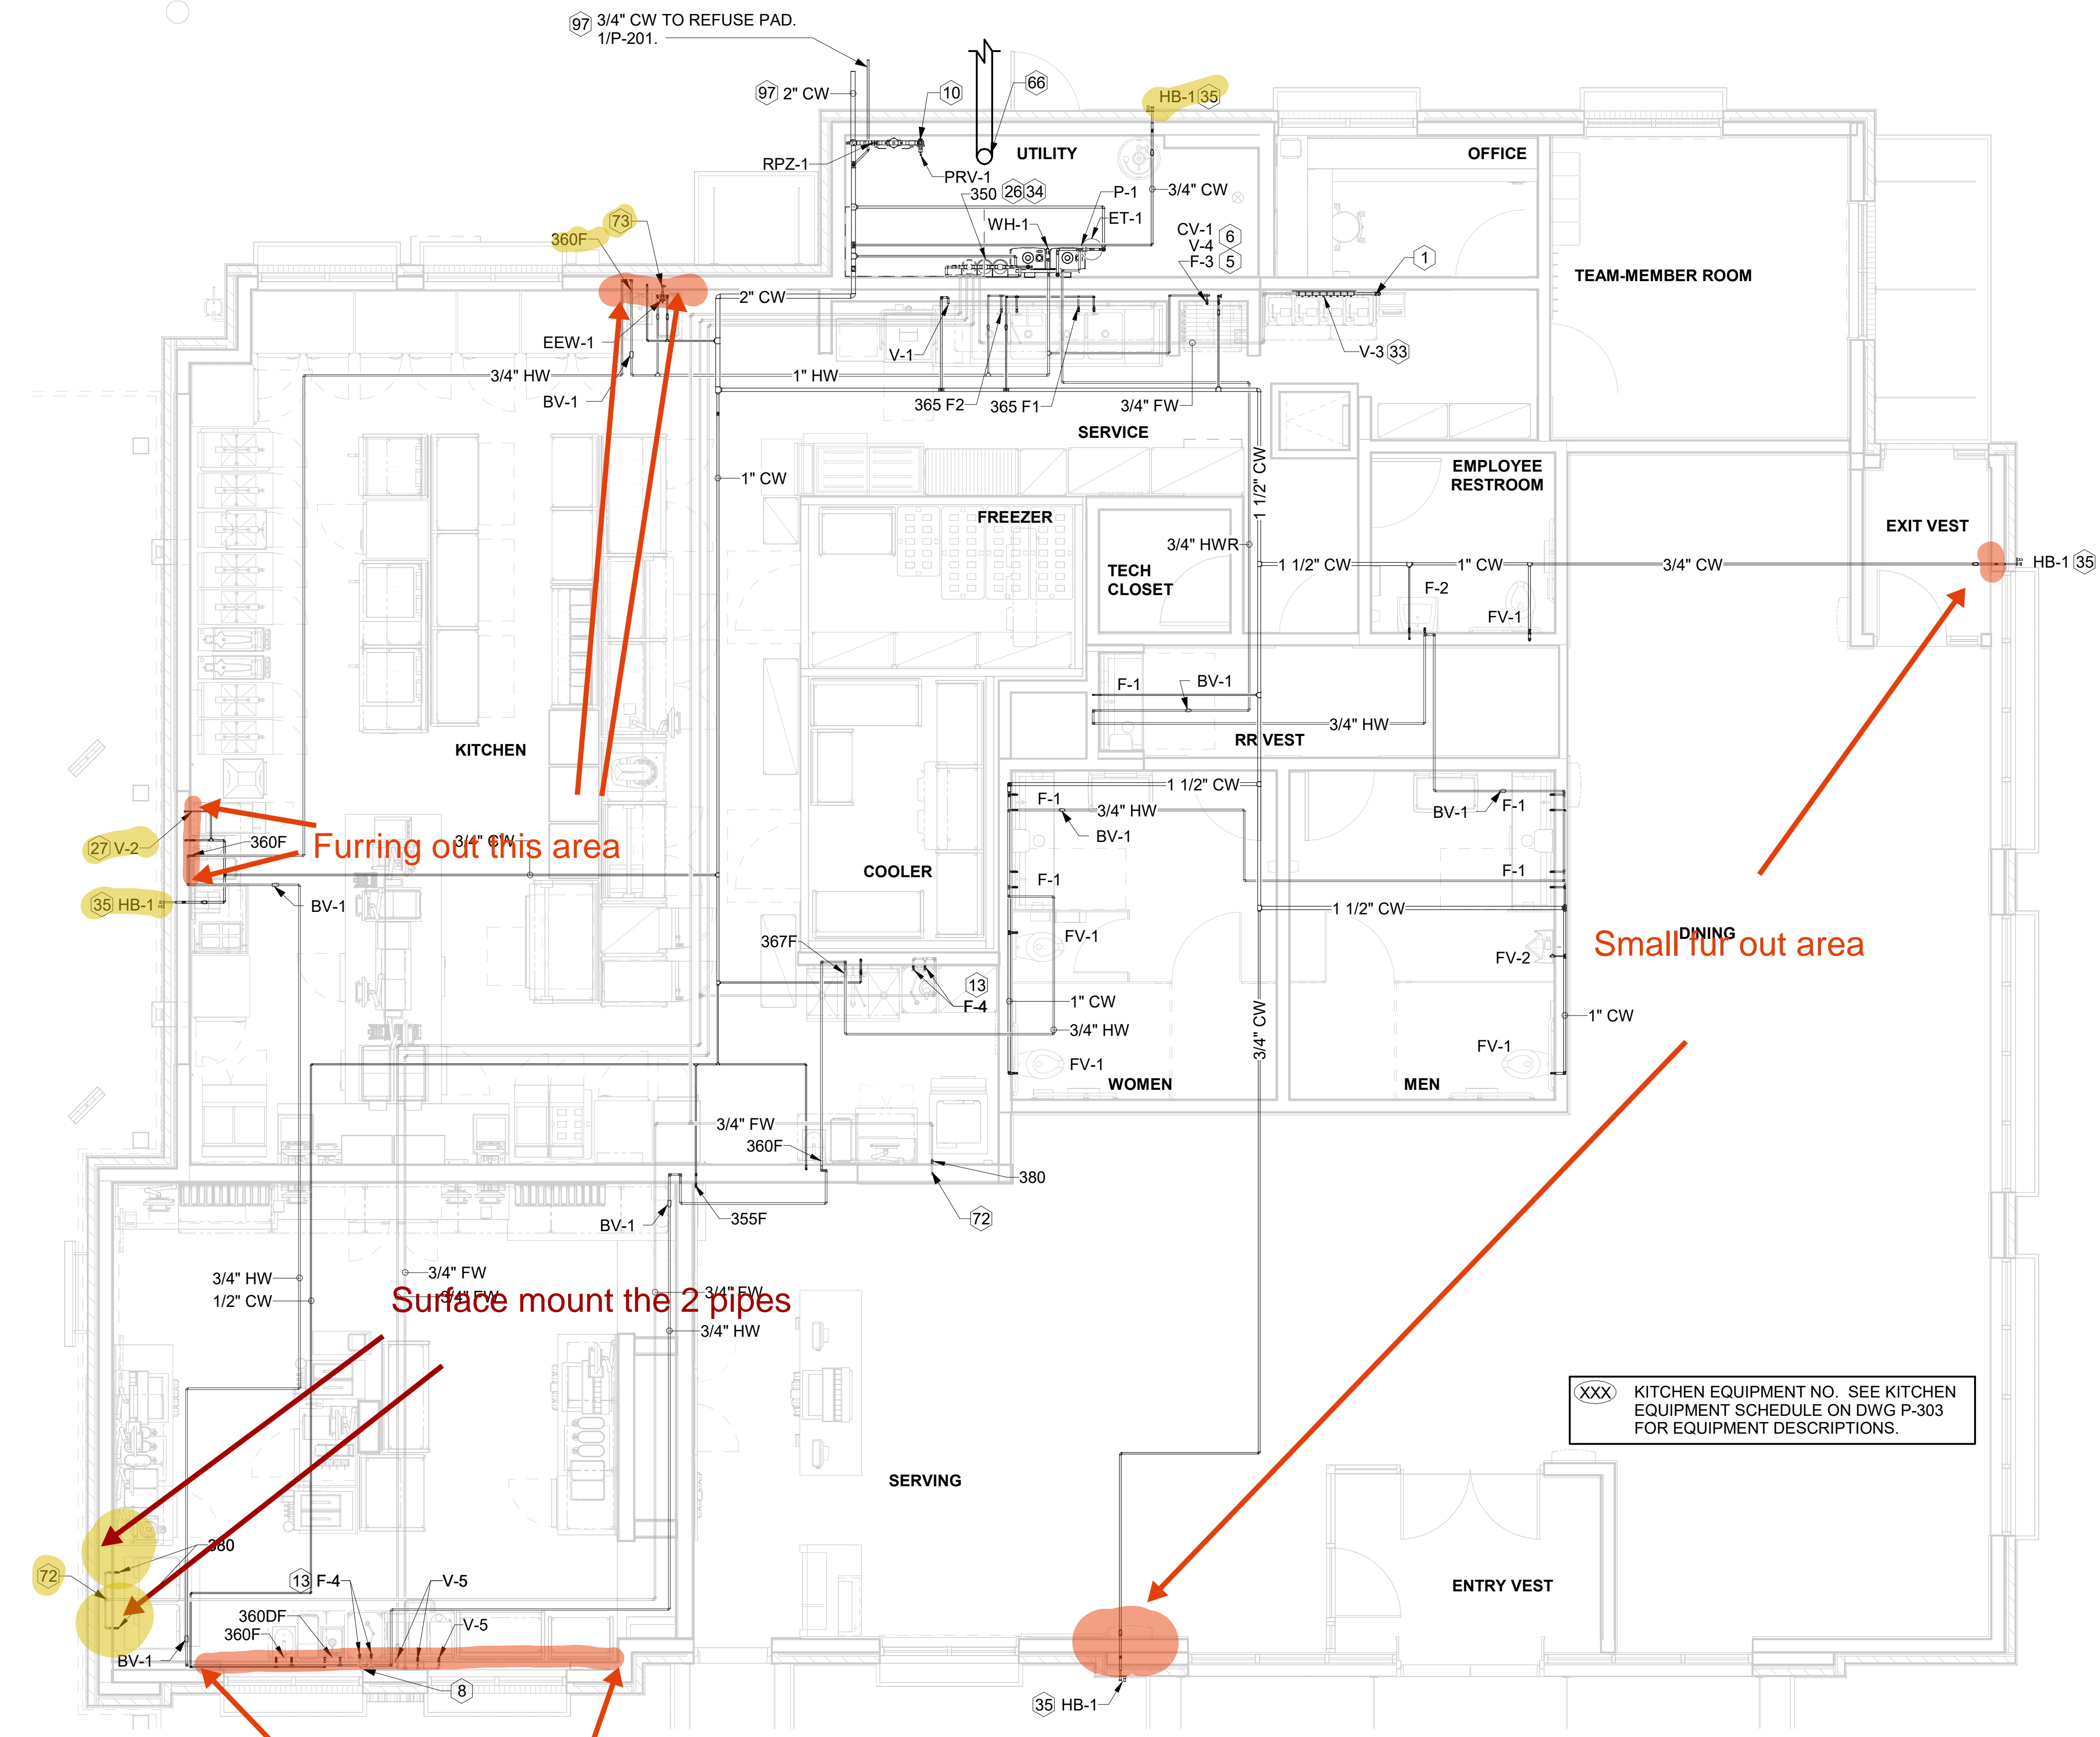 97 3/4" CW TO REFUSE PAD.
1/P-201.
97 2" CW
10
66
HB-1 35
RPZ-1
UTILITY
OFFICE
PRV-1
350 26 34
P-1
3/4" CW
73
360F
WH-1
ET-1
CV-1 6
V-4
F-3 5
1
TEAM-MEMBER ROOM
2" CW
EEW-1
V-1
V-3 33
3/4" HW
1" HW
BV-1
365 F2
365 F1
3/4" FW
SERVICE
1" CW
1 1/2" CW
EMPLOYEE
RESTROOM
FREEZER
EXIT VEST
3/4" HWR
TECH
CLOSET
1 1/2" CW
1" CW
3/4" CW
HB-1 35
F-2
FV-1
F-1
BV-1
3/4" HW
RR VEST
KITCHEN
1 1/2" CW
F-1
3/4" HW
BV-1
BV-1
F-1
27 V-2
360F
Furring out this area
3/4" CW
COOLER
F-1
F-1
35 HB-1
BV-1
1 1/2" CW
367F
FV-1
DINING
Small fur out area
FV-2
13
F-4
1" CW
3/4" HW
3/4" CW
1" CW
FV-1
FV-1
WOMEN
MEN
3/4" FW
360F
380
BV-1
355F
72
3/4" HW
3/4" FW
1/2" CW
Surface mount the 2 pipes
3/4" FW
3/4" FW
3/4" HW
XXX KITCHEN EQUIPMENT NO. SEE KITCHEN
EQUIPMENT SCHEDULE ON DWG P-303
FOR EQUIPMENT DESCRIPTIONS.
SERVING
380
72
13 F-4
V-5
ENTRY VEST
360DF
360F
V-5
BV-1
8
35 HB-1